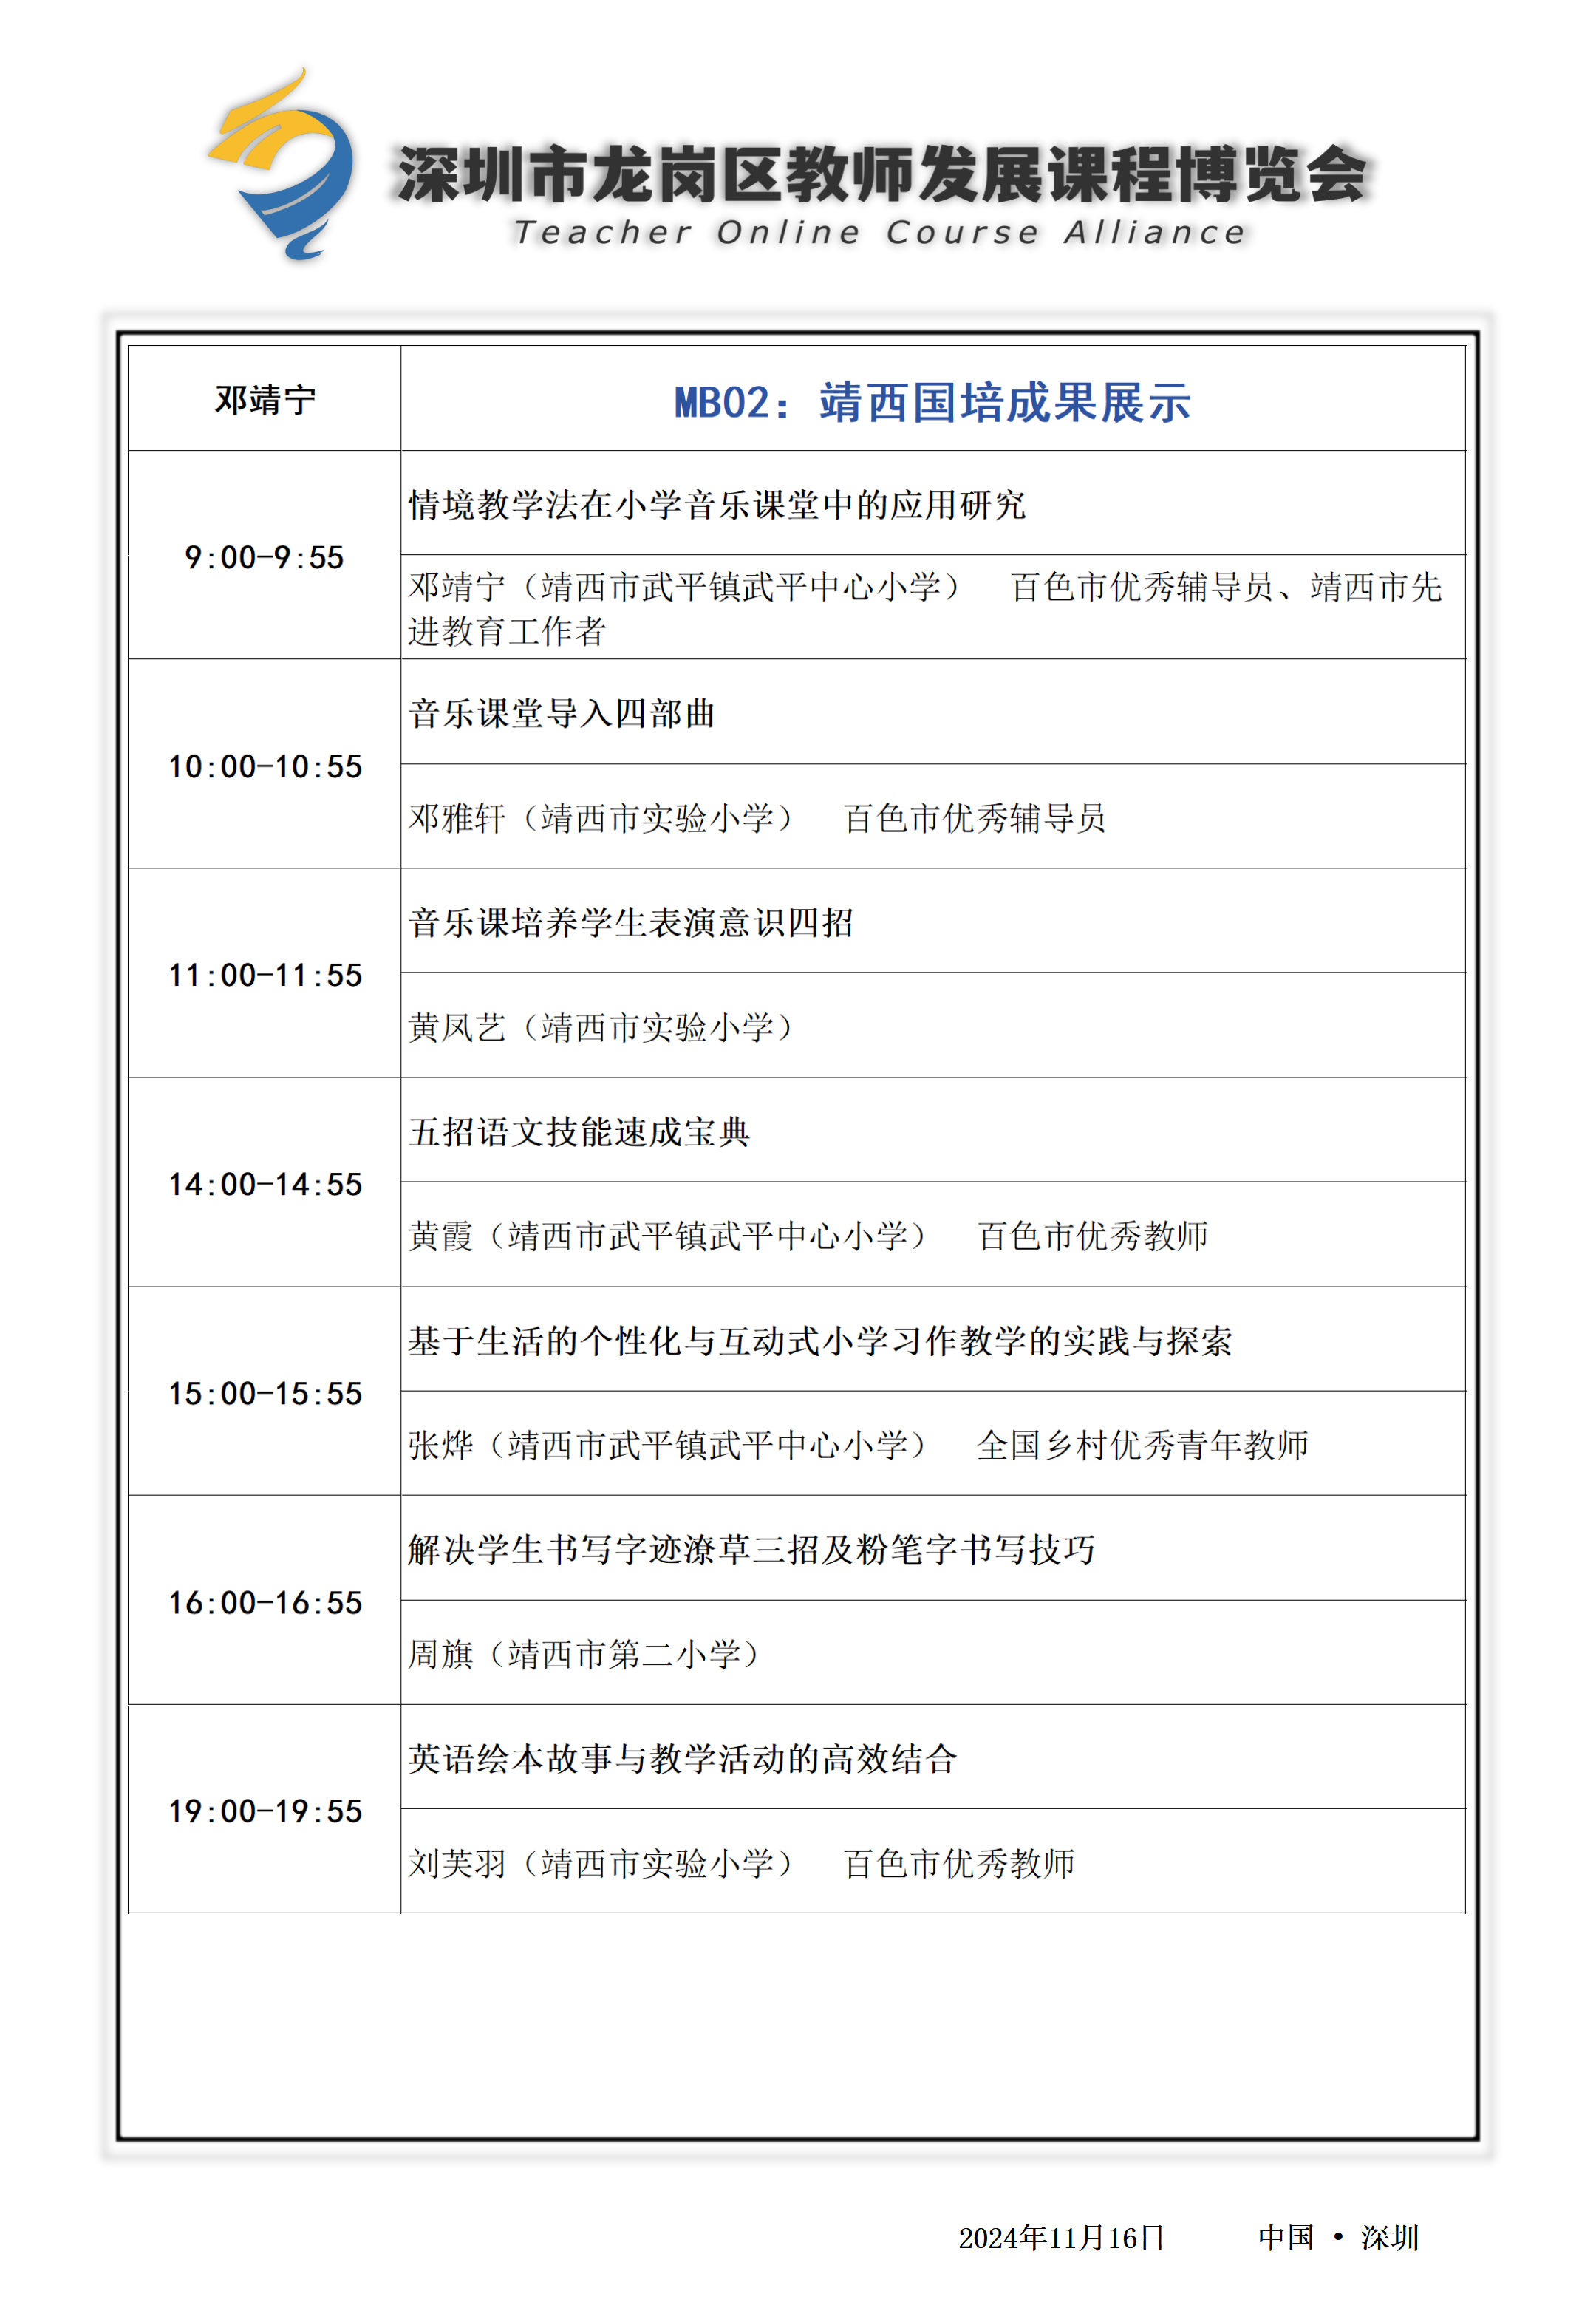 深圳市龙岗区教师发展课程博览会
Teacher Online Course Alliance
邓靖宁
MB02：靖西国培成果展示
9:00-9:55
情境教学法在小学音乐课堂中的应用研究
邓靖宁（靖西市武平镇武平中心小学）　百色市优秀辅导员、靖西市先
进教育工作者
10:00-10:55
音乐课堂导入四部曲
邓雅轩（靖西市实验小学）　百色市优秀辅导员
11:00-11:55
音乐课培养学生表演意识四招
黄凤艺（靖西市实验小学）
14:00-14:55
五招语文技能速成宝典
黄霞（靖西市武平镇武平中心小学）　百色市优秀教师
15:00-15:55
基于生活的个性化与互动式小学习作教学的实践与探索
张烨（靖西市武平镇武平中心小学）　全国乡村优秀青年教师
16:00-16:55
解决学生书写字迹潦草三招及粉笔字书写技巧
周旗（靖西市第二小学）
19:00-19:55
英语绘本故事与教学活动的高效结合
刘芙羽（靖西市实验小学）　百色市优秀教师
2024年11月16日　　中国 • 深圳